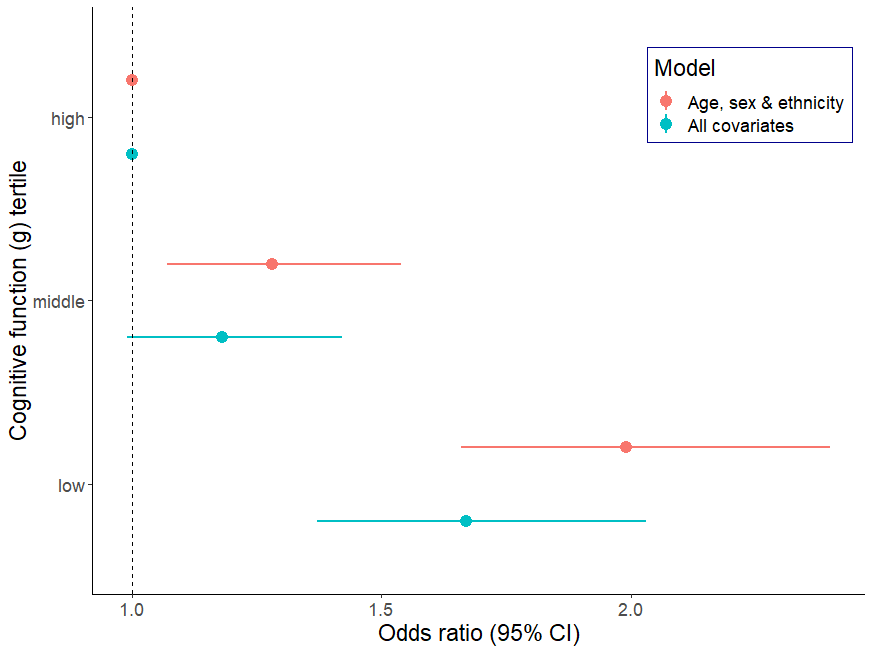 Model
Age, sex & ethnicity
All covariates
high
middle
low
Cognitive function (g) tertile
1.0
1.5
2.0
Odds ratio (95% CI)